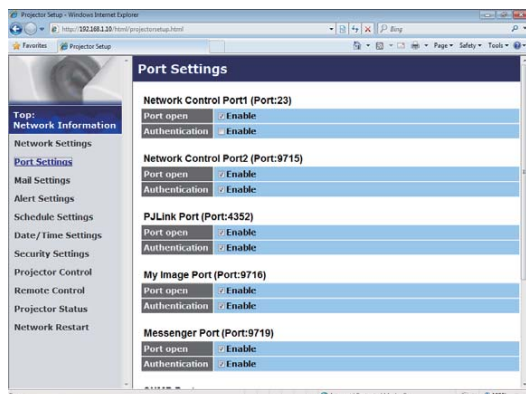 Projector Setup - Windows Internet Explorer
http://192.168.1.10/html/projectorsetup.html
Bing
Favorites Projector Setup Page Safety Tools
Port Settings
Top:
Network Information
Network Settings
Port Settings
Mail Settings
Alert Settings
Schedule Settings
Date/Time Settings
Security Settings
Projector Control
Remote Control
Projector Status
Network Restart
Network Control Port1 (Port:23)
Port open Enable
Authentication Enable
Network Control Port2 (Port:9715)
Port open Enable
Authentication Enable
PJLink Port (Port:4352)
Port open Enable
Authentication Enable
My Image Port (Port:9716)
Port open Enable
Authentication Enable
Messenger Port (Port:9719)
Port open Enable
Authentication Enable